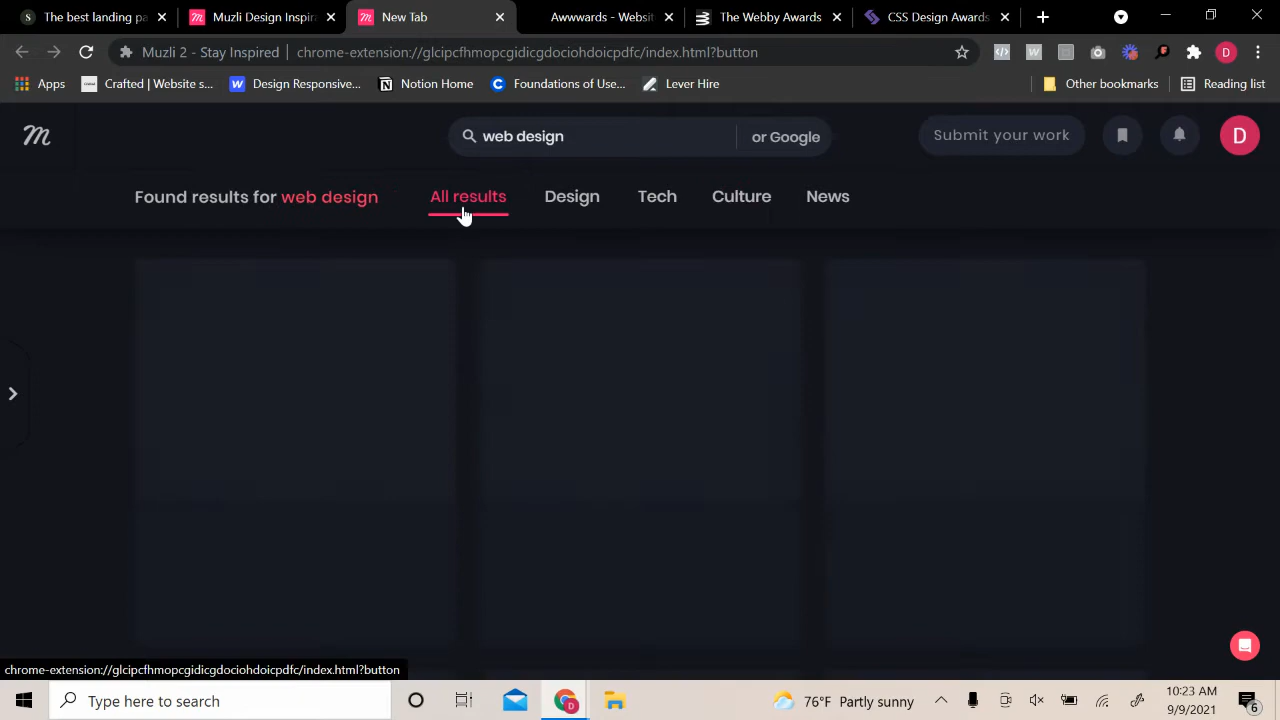 The best landing pa
Muzli Design Inspira
New Tab
Awwwards - Websit
The Webby Awards
CSS Design Awards
Muzli 2 - Stay Inspired
chrome-extension://glcipcfhmopcgidicgdociohdoicpdfc/index.html?button
D
Apps
Crafted | Website s...
Design Responsive...
Notion Home
Foundations of Use...
Lever Hire
Other bookmarks
Reading list
web design
or Google
Submit your work
D
Found results for web design
All results
Design
Tech
Culture
News
chrome-extension://glcipcfhmopcgidicgdociohdoicpdfc/index.html?button
Type here to search
76°F Partly sunny
10:23 AM
9/9/2021
6